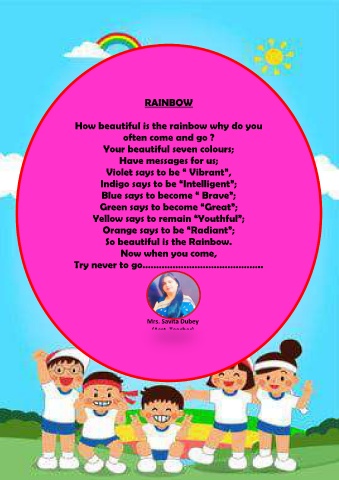 RAINBOW
How beautiful is the rainbow why do you
often come and go ?
Your beautiful seven colours;
Have messages for us;
Violet says to be " Vibrant",
Indigo says to be "Intelligent";
Blue says to become " Brave";
Green says to become "Great";
Yellow says to remain "Youthful";
Orange says to be "Radiant";
So beautiful is the Rainbow.
Now when you come,
Try never to go............................................
Mrs. Savita Dubey